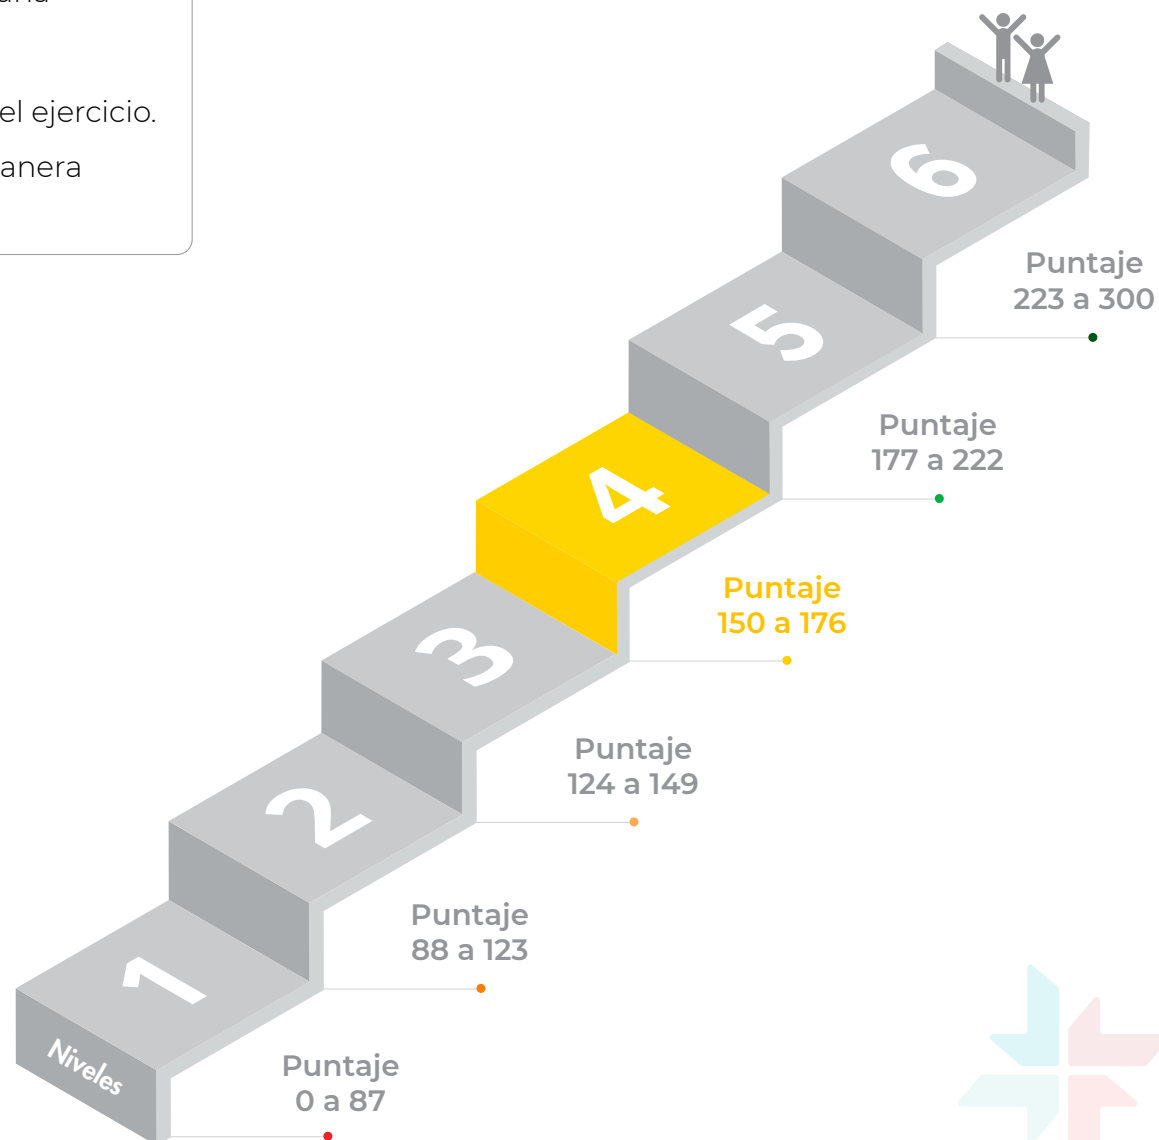 el ejercicio.
anera
6
Puntaje
223 a 300
5
Puntaje
177 a 222
4
Puntaje
150 a 176
3
Puntaje
124 a 149
2
Puntaje
88 a 123
1
Niveles
Puntaje
0 a 87